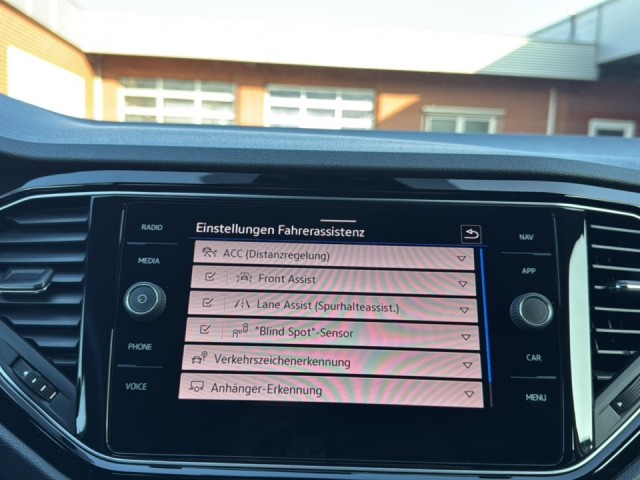 RADIO
MEDIA
PHONE
VOICE
Einstellungen Fahrerassistenz
ACC (Distanzregelung)
Front Assist
Lane Assist (Spurhalteassist.)
"Blind Spot"-Sensor
Verkehrszeichenerkennung
Anhänger-Erkennung
NAV
APP
CAR
MENU